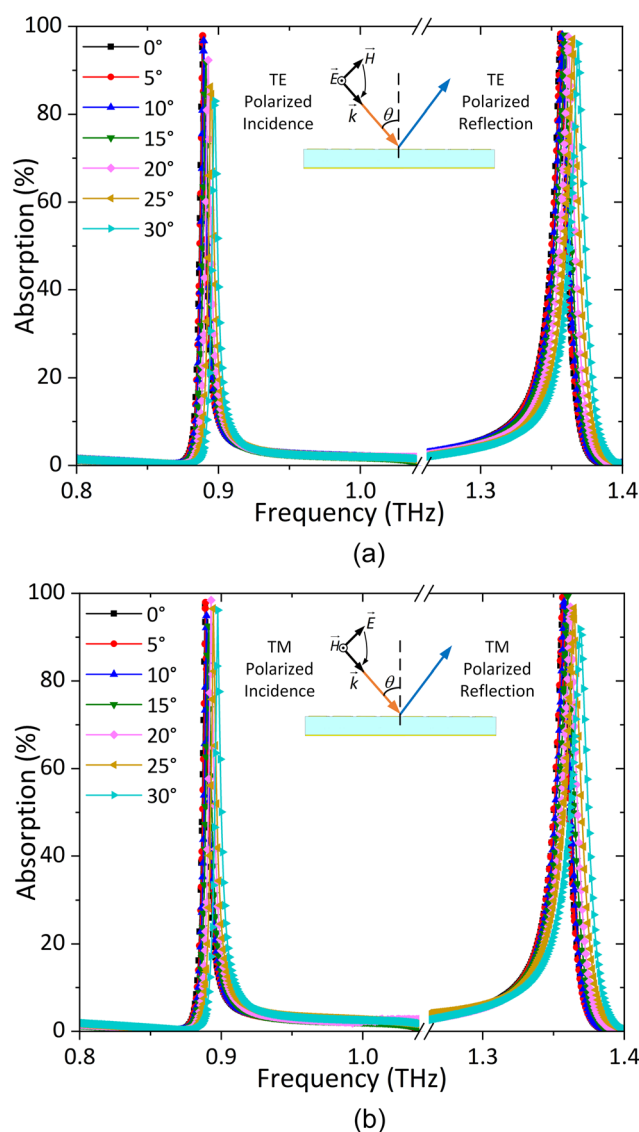 100
80
60
40
20
0
Absorption (%)
0°
5°
10°
15°
20°
25°
30°
TE
Polarized
Incidence
E
H
k
θ
TE
Polarized
Reflection
0.8 0.9 1.0 1.3 1.4
Frequency (THz)
(a)
100
80
60
40
20
0
Absorption (%)
0°
5°
10°
15°
20°
25°
30°
TM
Polarized
Incidence
H
E
k
θ
TM
Polarized
Reflection
0.8 0.9 1.0 1.3 1.4
Frequency (THz)
(b)